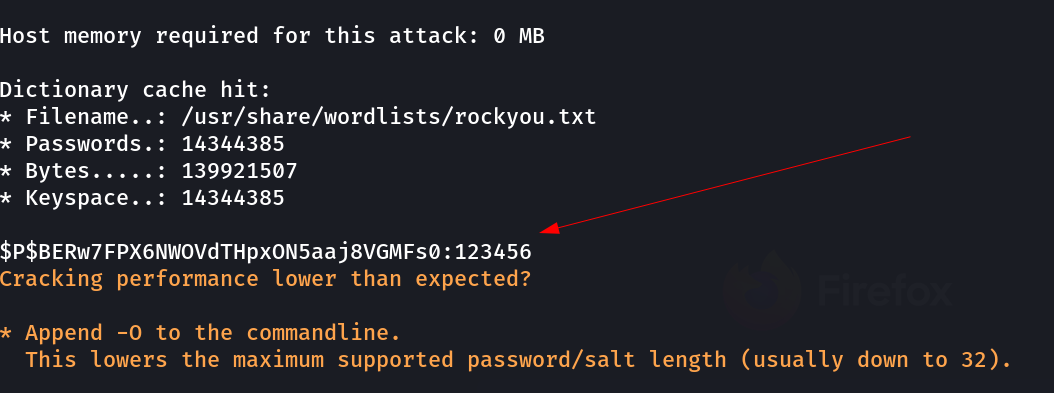 Host memory required for this attack: 0 MB
Dictionary cache hit:
* Filename..: /usr/share/wordlists/rockyou.txt
* Passwords.: 14344385
* Bytes.....: 139921507
* Keyspace..: 14344385
$P$BERw7FPX6NWOVdTHpxON5aaj8VGMFs0:123456
Cracking performance lower than expected?
* Append -O to the commandline.
This lowers the maximum supported password/salt length (usually down to 32).
Firefox